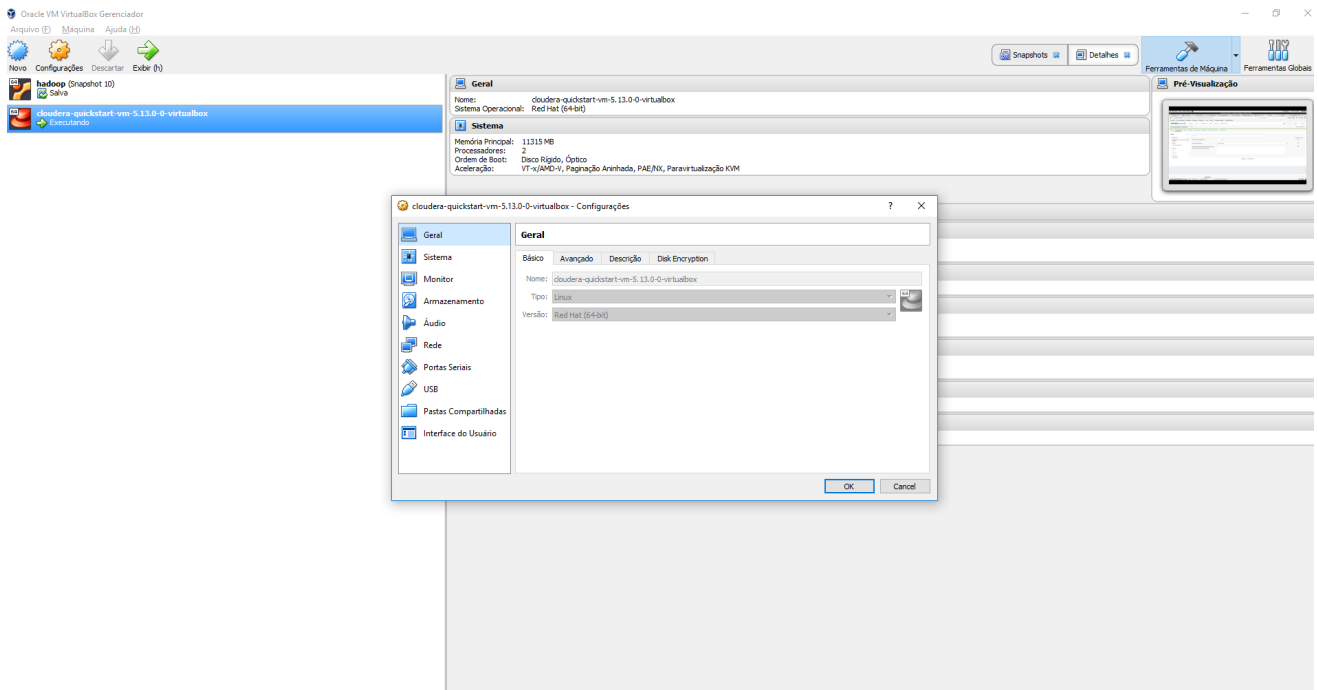 Oracle VM VirtualBox Gerenciador
Arquivo (F) Máquina Ajuda (H)
Novo Configurações Descartar Exibir (h)
Snapshots Detalhes
Ferramentas de Máquina Ferramentas Globais
hadoop (Snapshot 10)
Salva
cloudera-quickstart-vm-5.13.0-0-virtualbox
Executando
Geral
Nome: cloudera-quickstart-vm-5.13.0-0-virtualbox
Sistema Operacional: Red Hat (64-bit)
Sistema
Memória Principal: 11315 MB
Processadores: 2
Ordem de Boot: Disco Rígido, Óptico
Aceleração: VT-x/AMD-V, Paginação Aninhada, PAE/NX, Paravirtualização KVM
Pré-Visualização
cloudera-quickstart-vm-5.13.0-0-virtualbox - Configurações
Geral
Sistema
Monitor
Armazenamento
Áudio
Rede
Portas Seriais
USB
Pastas Compartilhadas
Interface do Usuário
Geral
Básico Avançado Descrição Disk Encryption
Nome: cloudera-quickstart-vm-5.13.0-0-virtualbox
Tipo: Linux
Versão: Red Hat (64-bit)
OK Cancel